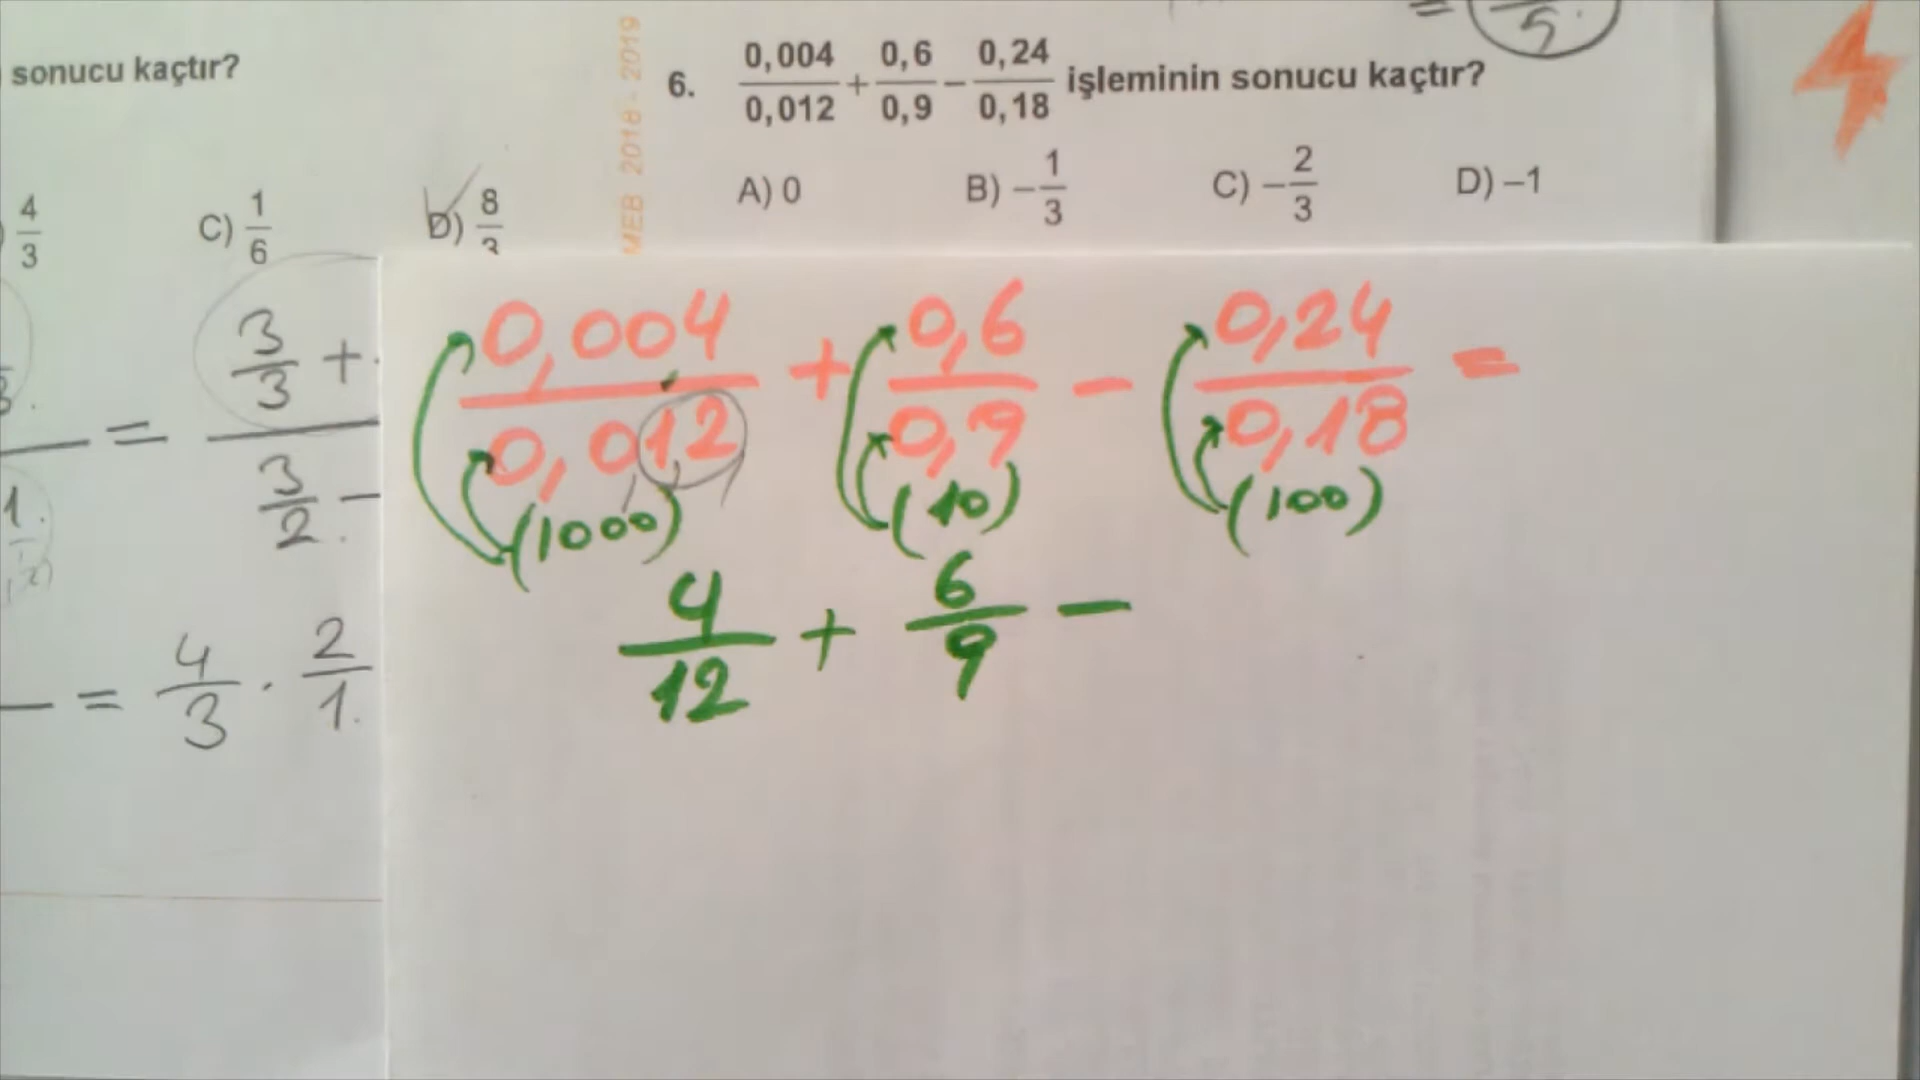 sonucu kaçtır?
4/3
C) 1/6
D) 8/3
3/3 +
=
3/2 -
1.
= 4/3 . 2/1.
MEB 2018 - 2019
= 5.
6. 0,004/0,012 + 0,6/0,9 - 0,24/0,18 işleminin sonucu kaçtır?
A) 0 B) -1/3 C) -2/3 D) -1
0,004/0,012 + 0,6/0,9 - 0,24/0,18 =
(1000) (10) (100)
4/12 + 6/9 -